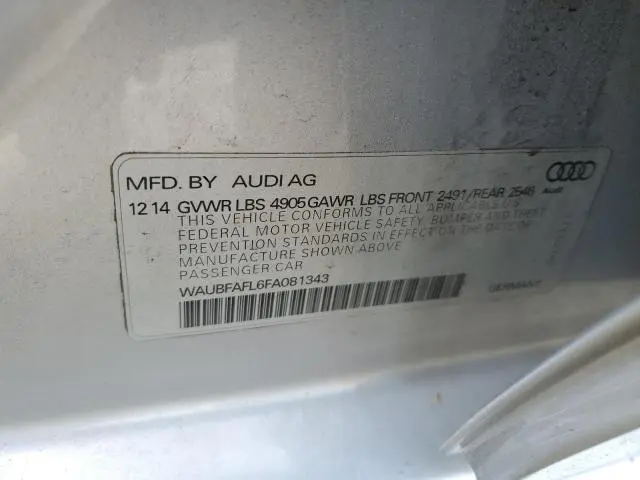 MFD. BY AUDI AG
12 14 GVWR LBS 4905 GAWR LBS FRONT 2491/REAR 2546
Audi
THIS VEHICLE CONFORMS TO ALL APPLICABLE US
FEDERAL MOTOR VEHICLE SAFETY, BUMPER AND THEFT
PREVENTION STANDARDS IN EFFECT ON THE DATE OF
MANUFACTURE SHOWN ABOVE
PASSENGER CAR
WAUBFAFL6FA081343
GERMANY